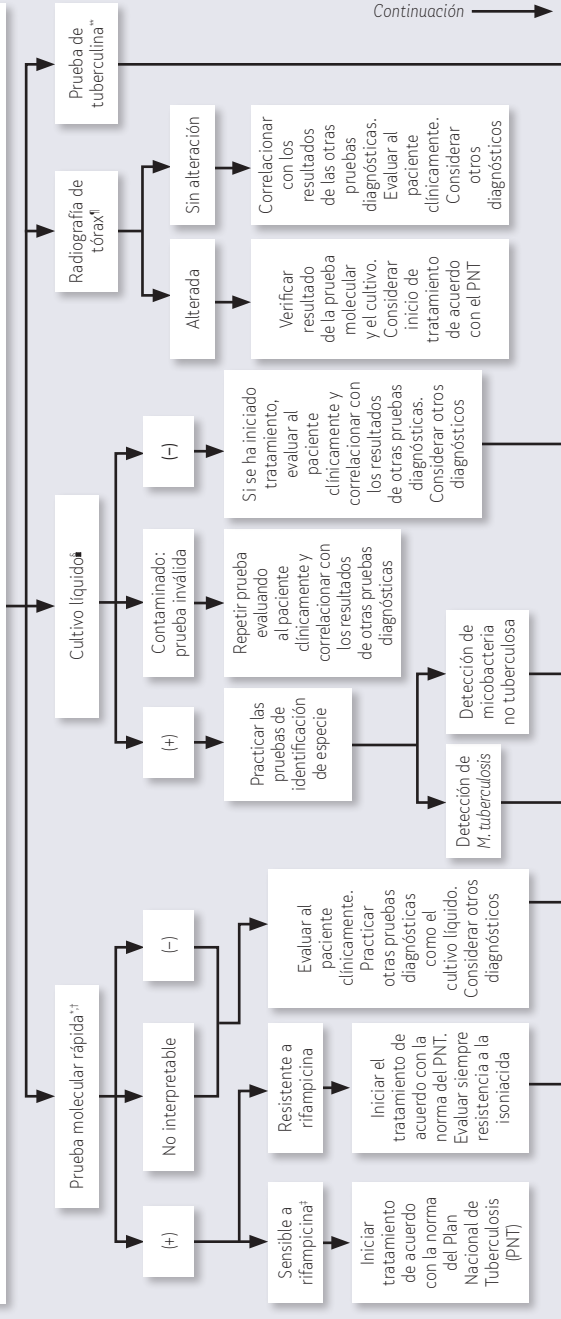 Continuación
Prueba molecular rápida*,†
(+)
No interpretable
(–)
Sensible a
rifampicina‡
Resistente a
rifampicina
Iniciar
tratamiento
de acuerdo
con la norma
del Plan
Nacional de
Tuberculosis
(PNT)
Iniciar el
tratamiento de
acuerdo con la
norma del PNT.
Evaluar siempre
resistencia a la
isoniacida
Evaluar al
paciente
clínicamente.
Practicar
otras pruebas
diagnósticas
como el
cultivo líquido.
Considerar otros
diagnósticos
Cultivo líquido§
(+)
Contaminado:
prueba inválida
(–)
Practicar las
pruebas de
identificación
de especie
Repetir prueba
evaluando
al paciente
clínicamente y
correlacionar con
los resultados
de otras pruebas
diagnósticas
Si se ha iniciado
tratamiento,
evaluar al
paciente
clínicamente y
correlacionar con
los resultados
de otras pruebas
diagnósticas.
Considerar otros
diagnósticos
Detección de
M. tuberculosis
Detección de
micobacteria
no tuberculosa
Radiografía de
tórax¶
Alterada
Sin alteración
Verificar
resultado
de la prueba
molecular
y el cultivo.
Considerar
inicio de
tratamiento
de acuerdo
con el PNT
Correlacionar
con los
resultados
de las otras
pruebas
diagnósticas.
Evaluar al
paciente
clínicamente.
Considerar
otros
diagnósticos
Prueba de
tuberculina**